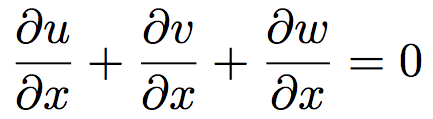 ∂u/∂x + ∂v/∂x + ∂w/∂x = 0